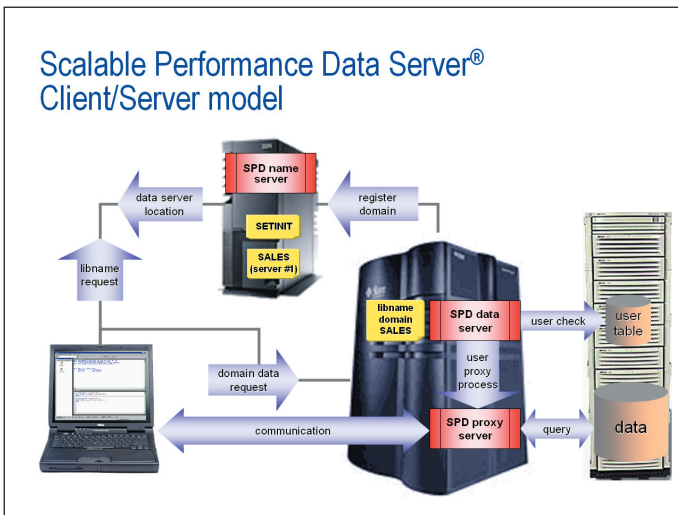 Scalable Performance Data Server®
Client/Server model
SPD name
server
data server
location
register
domain
SETINIT
SALES
(server #1)
libname
request
libname
domain
SALES
SPD data
server
user check
user
table
user
proxy
process
domain data
request
communication
SPD proxy
server
query
data